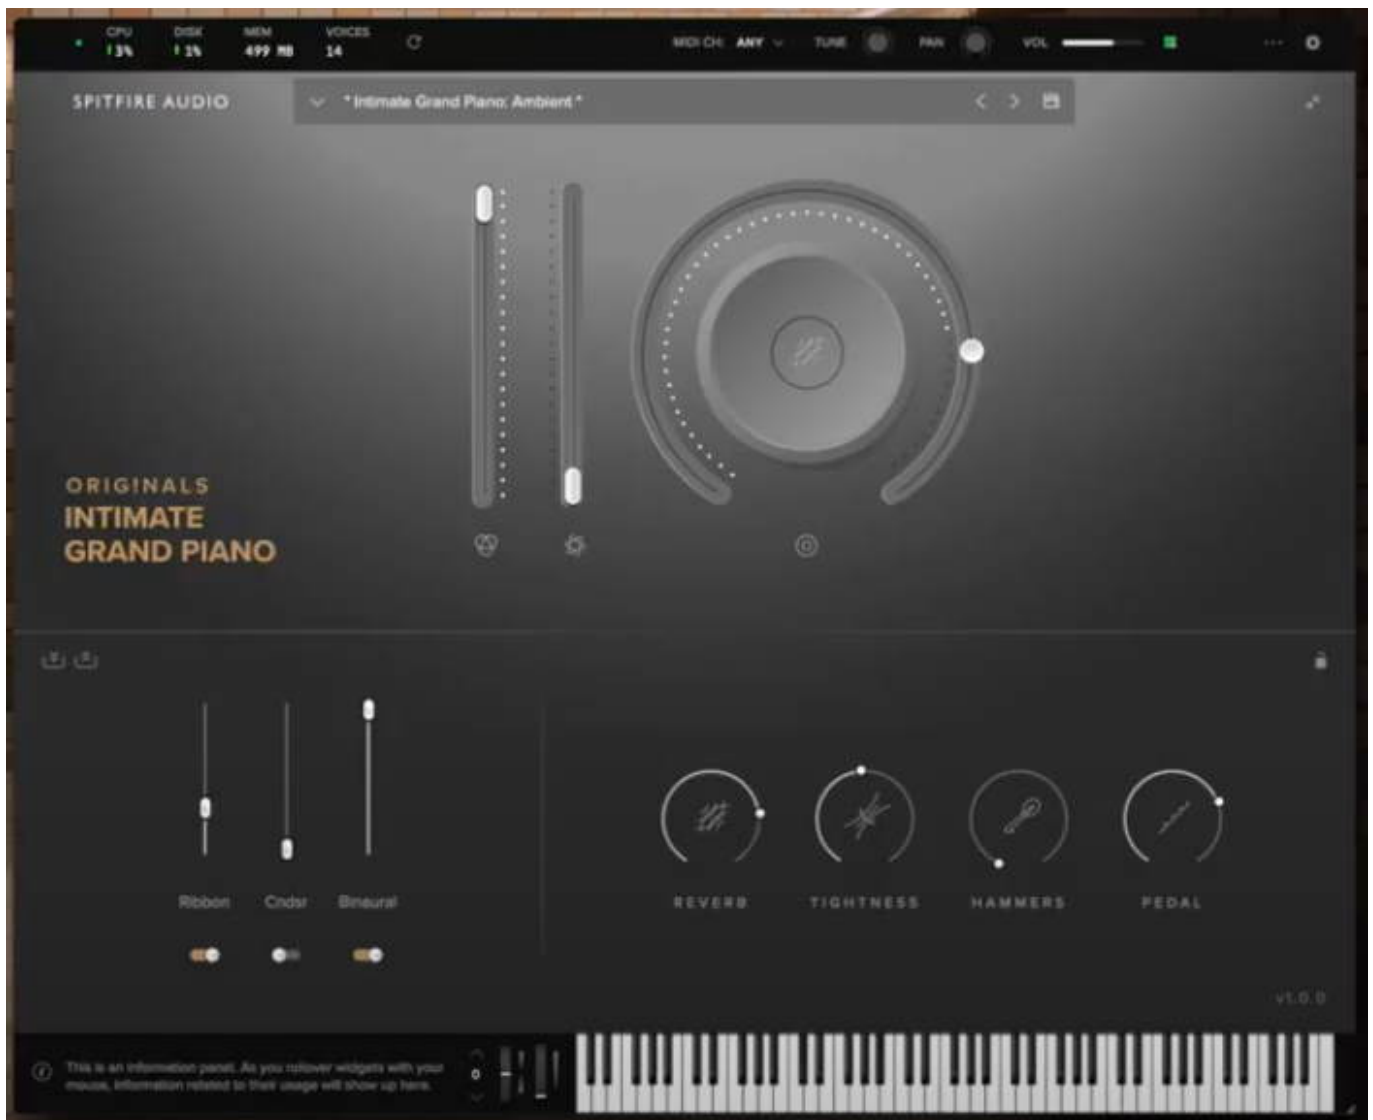 CPU DISK MEM VOICES
3% 1% 499 MB 14
MIDI CH: ANY TUNE PAN VOL
SPITFIRE AUDIO
* Intimate Grand Piano: Ambient *
ORIGINALS
INTIMATE
GRAND PIANO
Ribbon Cndsr Binaural
REVERB TIGHTNESS HAMMERS PEDAL
v1.0.0
This is an information panel. As you rollover widgets with your
mouse, information related to their usage will show up here.
0